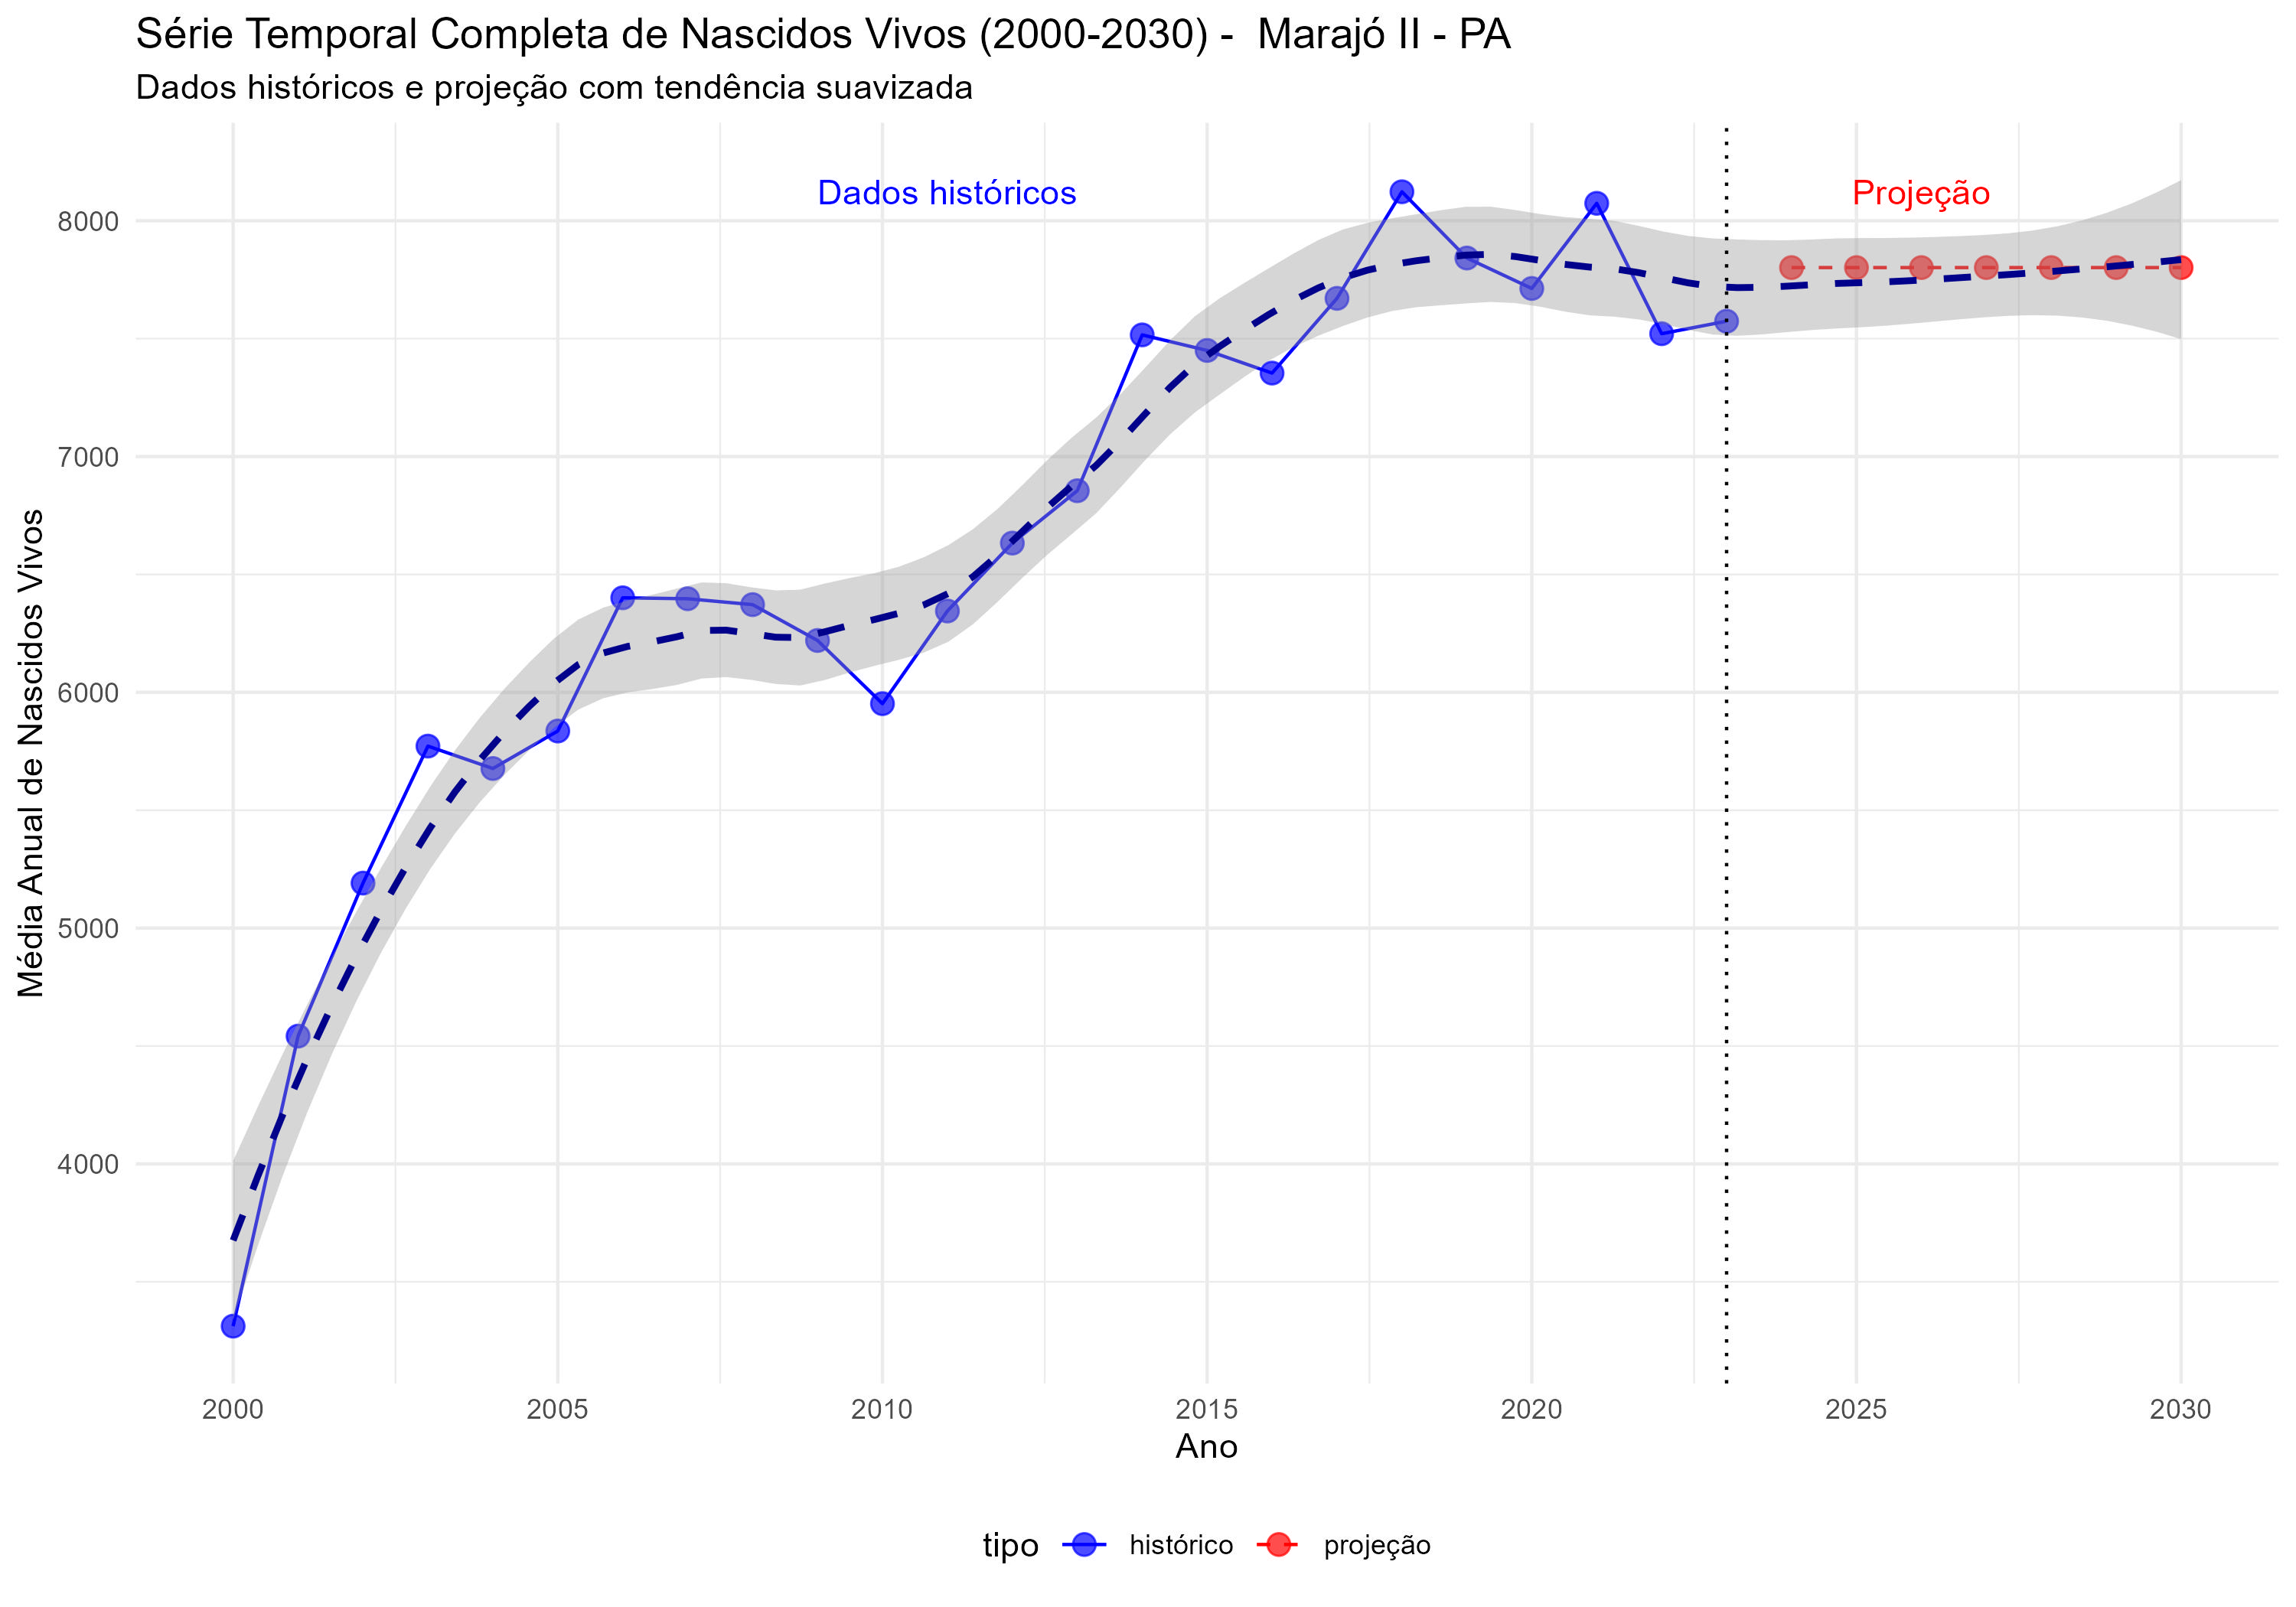 Série Temporal Completa de Nascidos Vivos (2000-2030) -  Marajó II - PA
Dados históricos e projeção com tendência suavizada
Dados históricos
Projeção
Média Anual de Nascidos Vivos
8000
7000
6000
5000
4000
2000
2005
2010
2015
2020
2025
2030
Ano
tipo
histórico
projeção